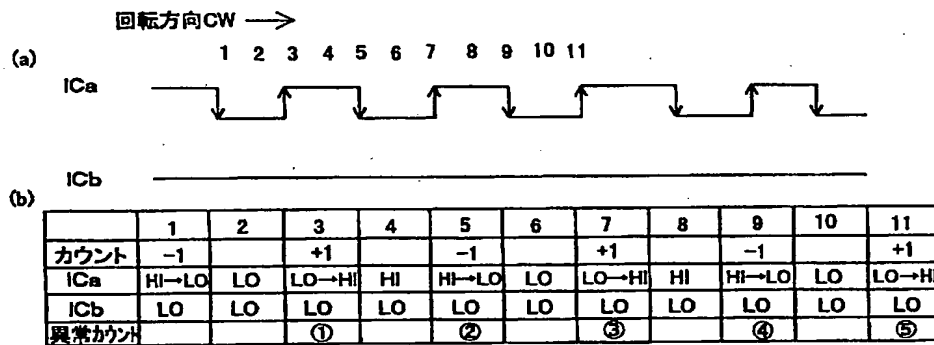 回転方向CW →
(a)
1 2 3 4 5 6 7 8 9 10 11
ICa
ICb
(b)
1 2 3 4 5 6 7 8 9 10 11
カウント -1 +1 -1 +1 -1 +1
ICa HI→LO LO LO→HI HI HI→LO LO LO→HI HI HI→LO LO LO→HI
ICb LO LO LO LO LO LO LO LO LO LO LO
異常カウント ① ② ③ ④ ⑤